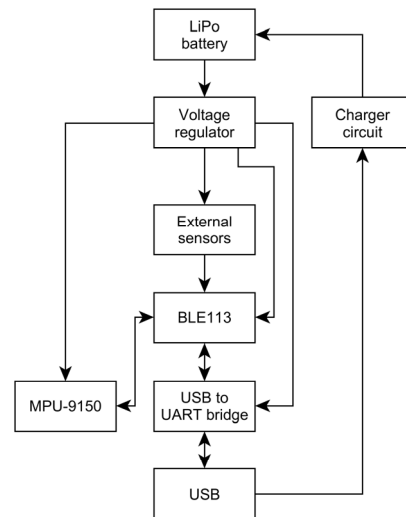 LiPo
battery
Voltage
regulator
Charger
circuit
External
sensors
BLE113
MPU-9150
USB to
UART bridge
USB